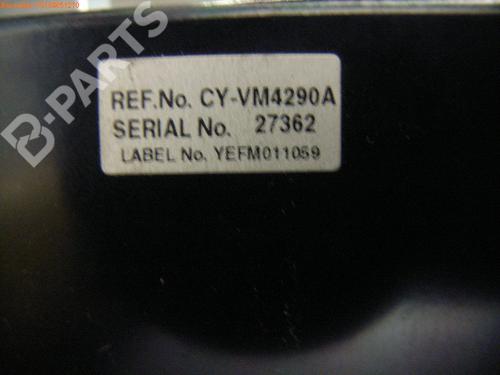 B-PARTS
REF.No. CY-VM4290A
SERIAL No. 27362
LABEL No. YEFM011059